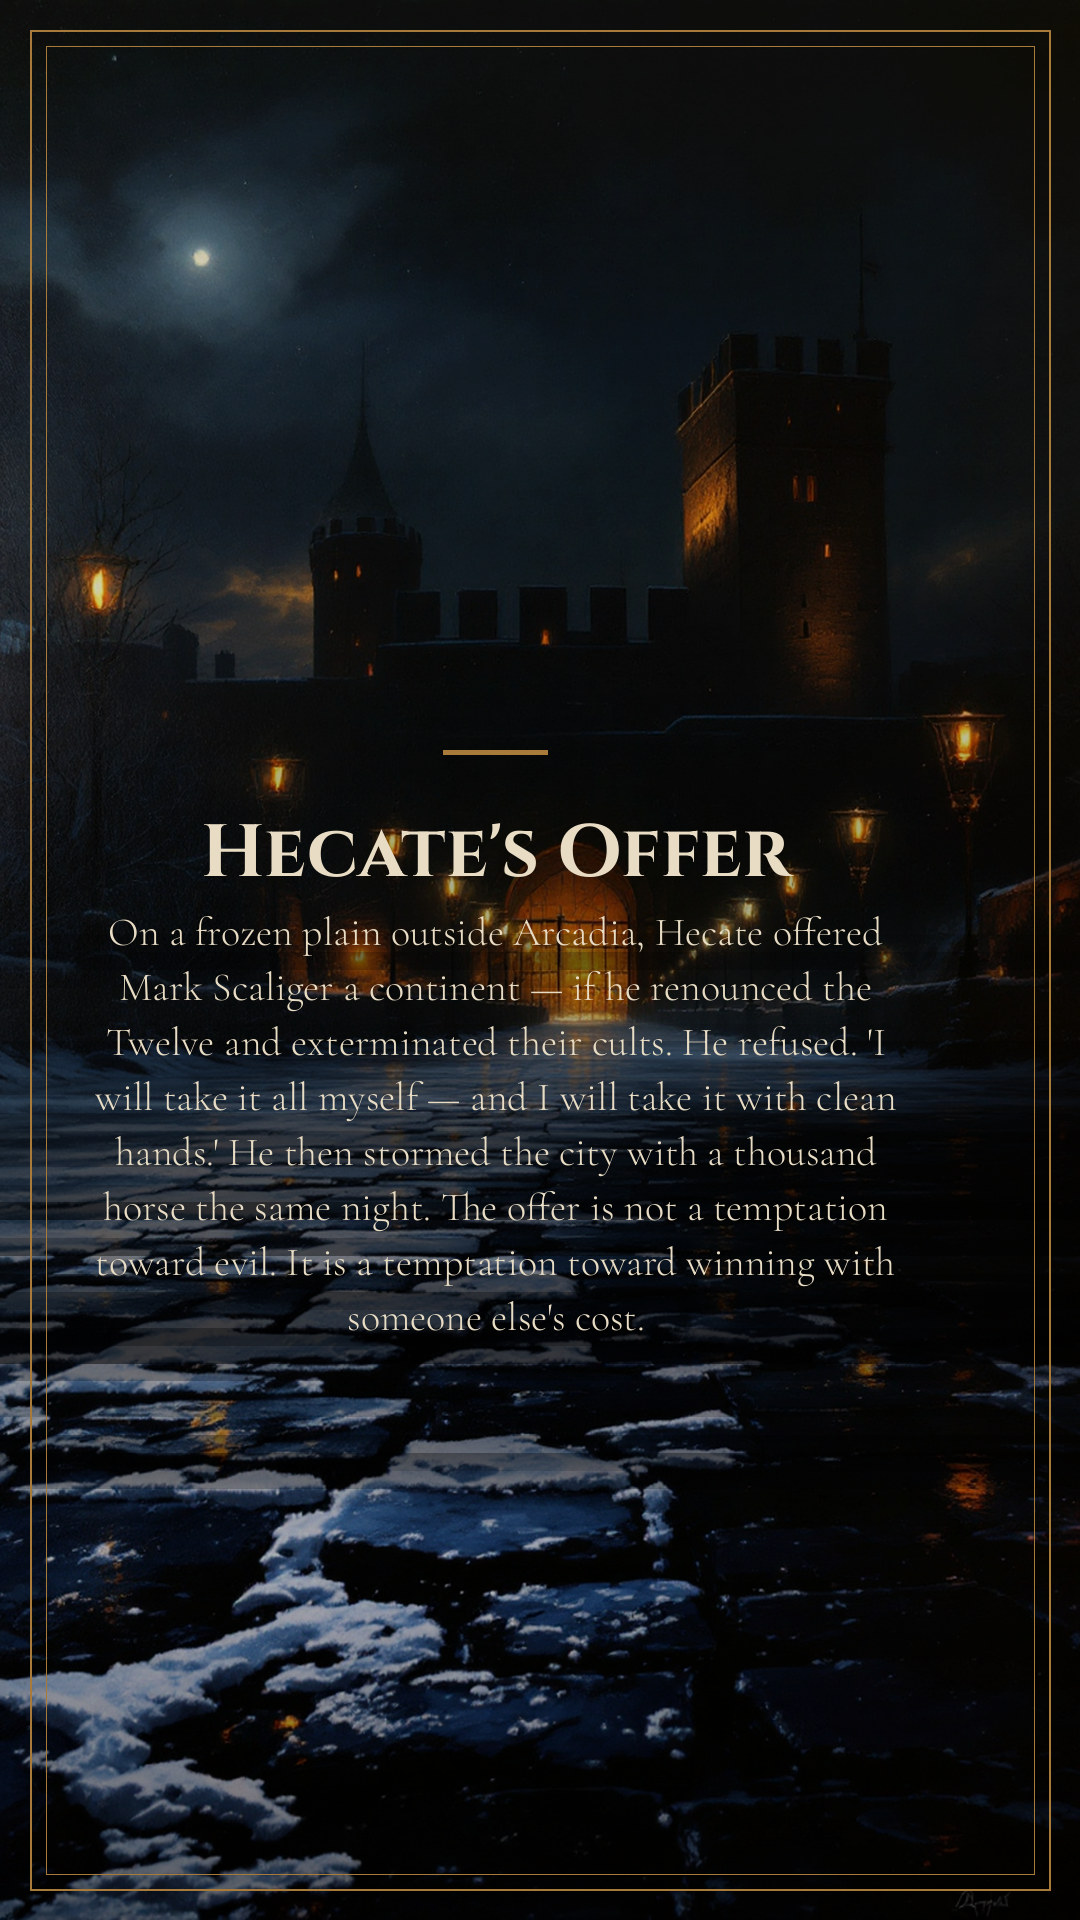 Hecate's Offer
On a frozen plain outside Arcadia, Hecate offered
Mark Scaliger a continent — if he renounced the
Twelve and exterminated their cults. He refused. 'I
will take it all myself — and I will take it with clean
hands.' He then stormed the city with a thousand
horse the same night. The offer is not a temptation
toward evil. It is a temptation toward winning with
someone else's cost.